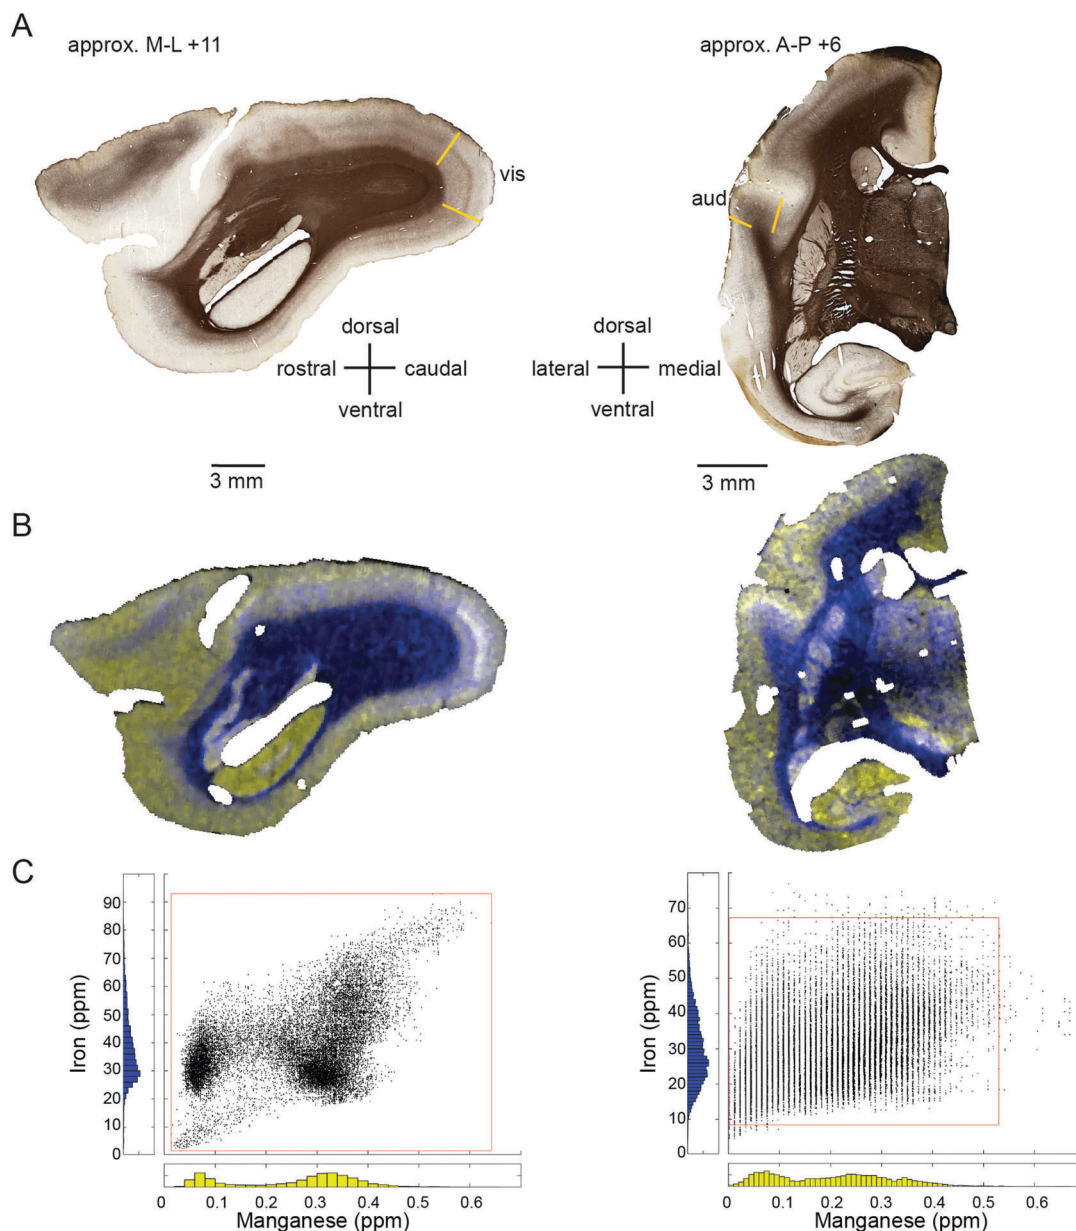 A
approx. M-L +11
approx. A-P +6
vis
aud
dorsal
rostral
caudal
ventral
dorsal
lateral
medial
ventral
3 mm
3 mm
B
C
90
80
70
60
50
40
30
20
10
0
Iron (ppm)
0 0.1 0.2 0.3 0.4 0.5 0.6
Manganese (ppm)
70
60
50
40
30
20
10
0
Iron (ppm)
0 0.1 0.2 0.3 0.4 0.5 0.6
Manganese (ppm)